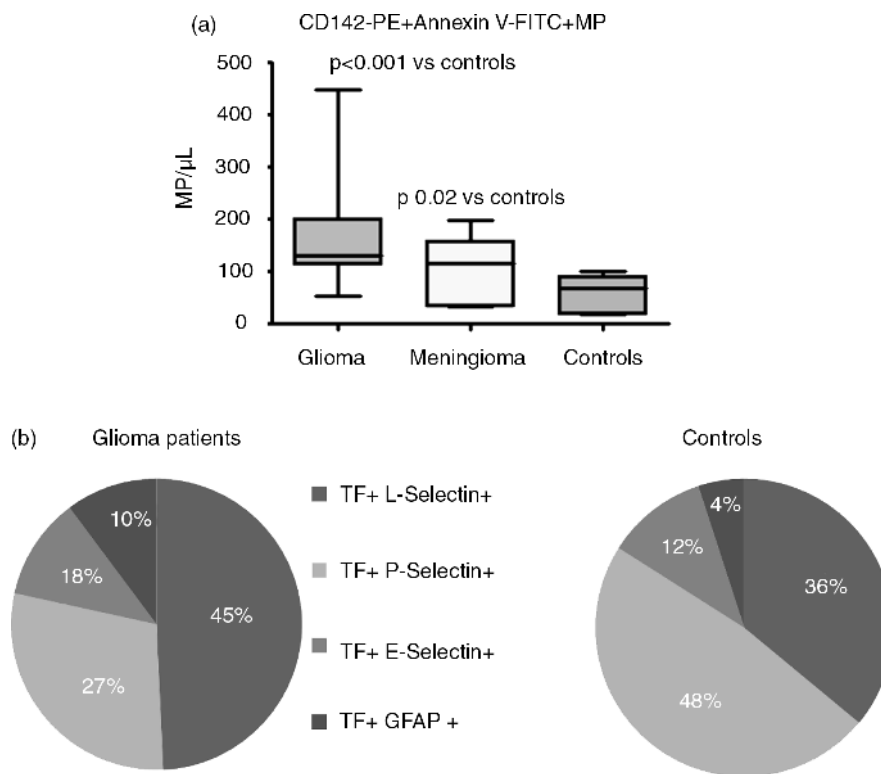 (a) CD142-PE+Annexin V-FITC+MP
500
400
300
200
100
0
MP/µL
p<0.001 vs controls
p 0.02 vs controls
Glioma Meningioma Controls
(b) Glioma patients Controls
10%
18%
45%
27%
TF+ L-Selectin+
TF+ P-Selectin+
TF+ E-Selectin+
TF+ GFAP +
4%
12%
36%
48%